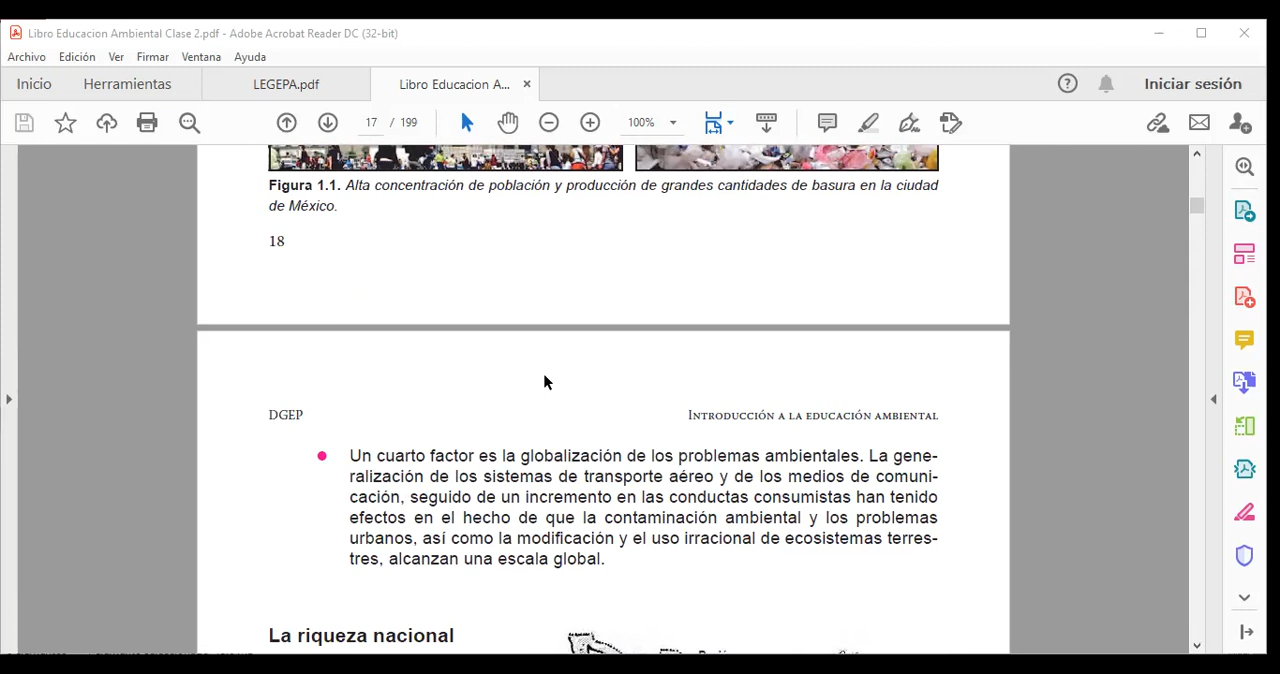 Libro Educacion Ambiental Clase 2.pdf - Adobe Acrobat Reader DC (32-bit)
Archivo Edición Ver Firmar Ventana Ayuda
Inicio Herramientas LEGEPA.pdf Libro Educacion A... × Iniciar sesión
17 / 199 100%
Figura 1.1. Alta concentración de población y producción de grandes cantidades de basura en la ciudad
de México.
18
DGEP INTRODUCCIÓN A LA EDUCACIÓN AMBIENTAL
Un cuarto factor es la globalización de los problemas ambientales. La gene-
ralización de los sistemas de transporte aéreo y de los medios de comuni-
cación, seguido de un incremento en las conductas consumistas han tenido
efectos en el hecho de que la contaminación ambiental y los problemas
urbanos, así como la modificación y el uso irracional de ecosistemas terres-
tres, alcanzan una escala global.
La riqueza nacional